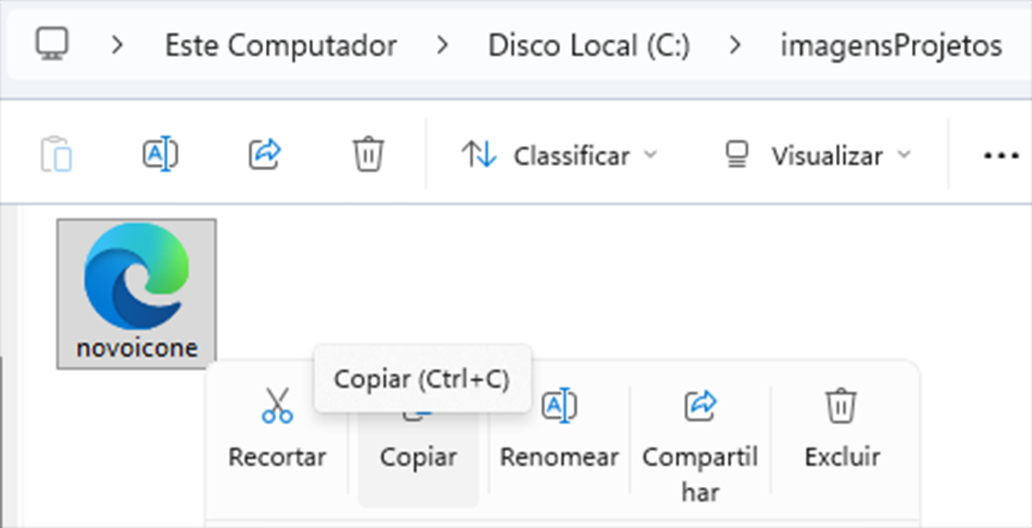 Este Computador > Disco Local (C:) > imagensProjetos
Classificar Visualizar ...
novoicone
Copiar (Ctrl+C)
Recortar Copiar Renomear Compartil
har Excluir